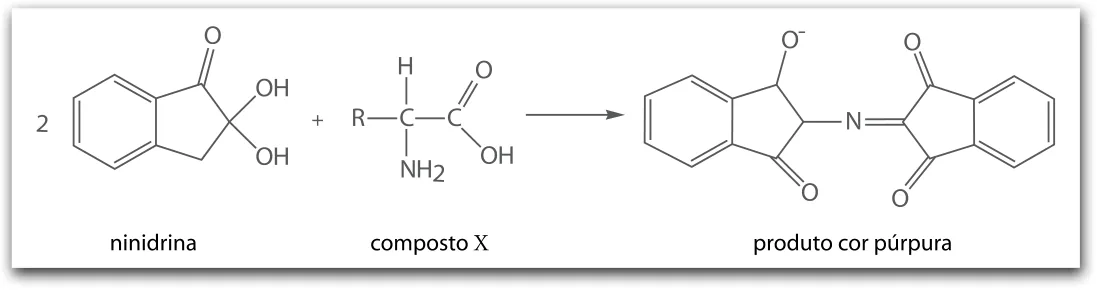 O
OH
OH
2
+
H
R C C
O
OH
NH2
O-
N
O
O
O
ninidrina composto X produto cor púrpura